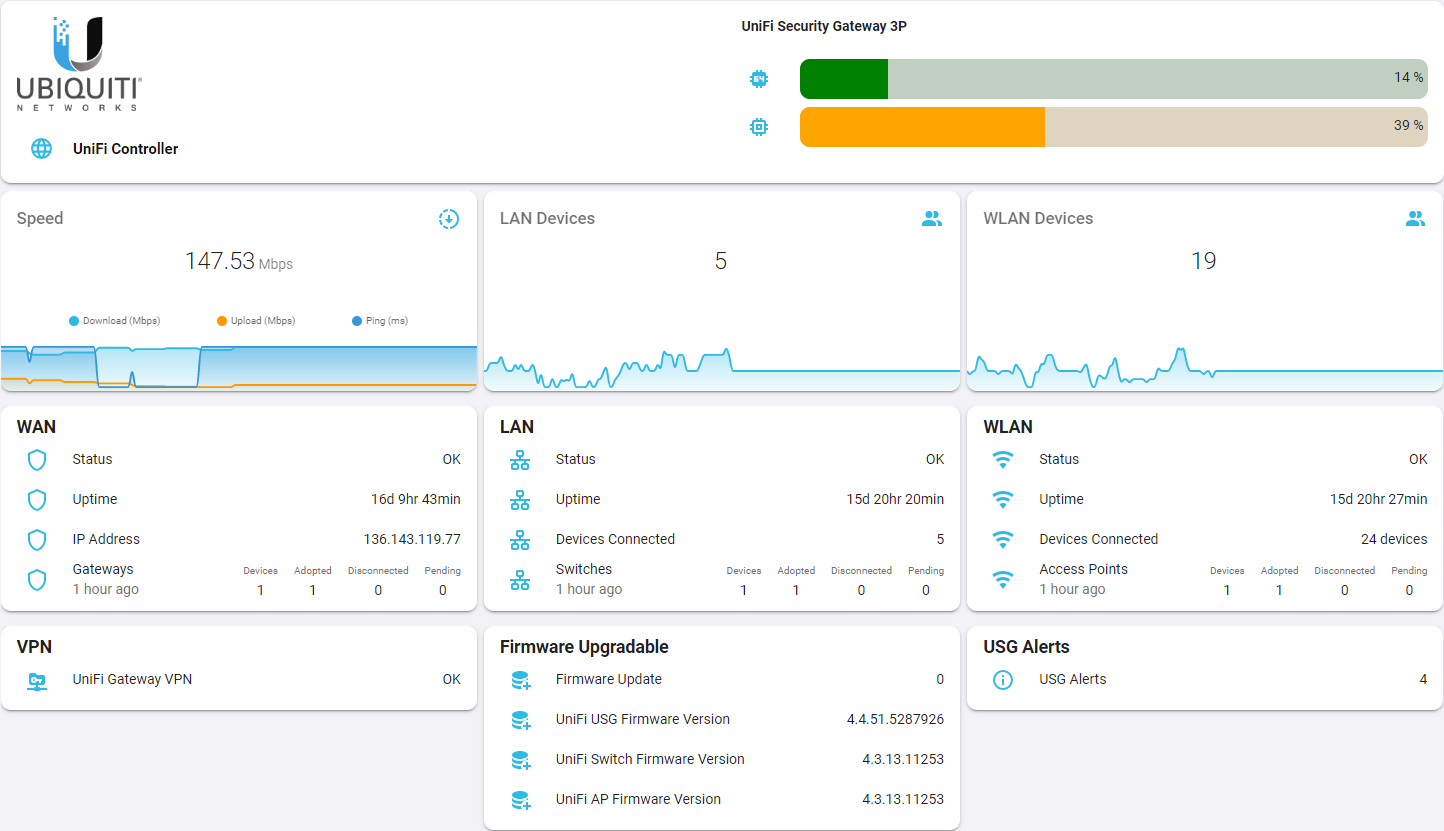 UBIQUITI®
NETWORKS
UniFi Controller
UniFi Security Gateway 3P
64
14 %
39 %
Speed
147.53 Mbps
Download (Mbps) Upload (Mbps) Ping (ms)
LAN Devices
5
WLAN Devices
19
WAN
Status OK
Uptime 16d 9hr 43min
IP Address 136.143.119.77
Gateways Devices Adopted Disconnected Pending
1 hour ago 1 1 0 0
LAN
Status OK
Uptime 15d 20hr 20min
Devices Connected 5
Switches Devices Adopted Disconnected Pending
1 hour ago 1 1 0 0
WLAN
Status OK
Uptime 15d 20hr 27min
Devices Connected 24 devices
Access Points Devices Adopted Disconnected Pending
1 hour ago 1 1 0 0
VPN
UniFi Gateway VPN OK
Firmware Upgradable
Firmware Update 0
UniFi USG Firmware Version 4.4.51.5287926
UniFi Switch Firmware Version 4.3.13.11253
UniFi AP Firmware Version 4.3.13.11253
USG Alerts
USG Alerts 4